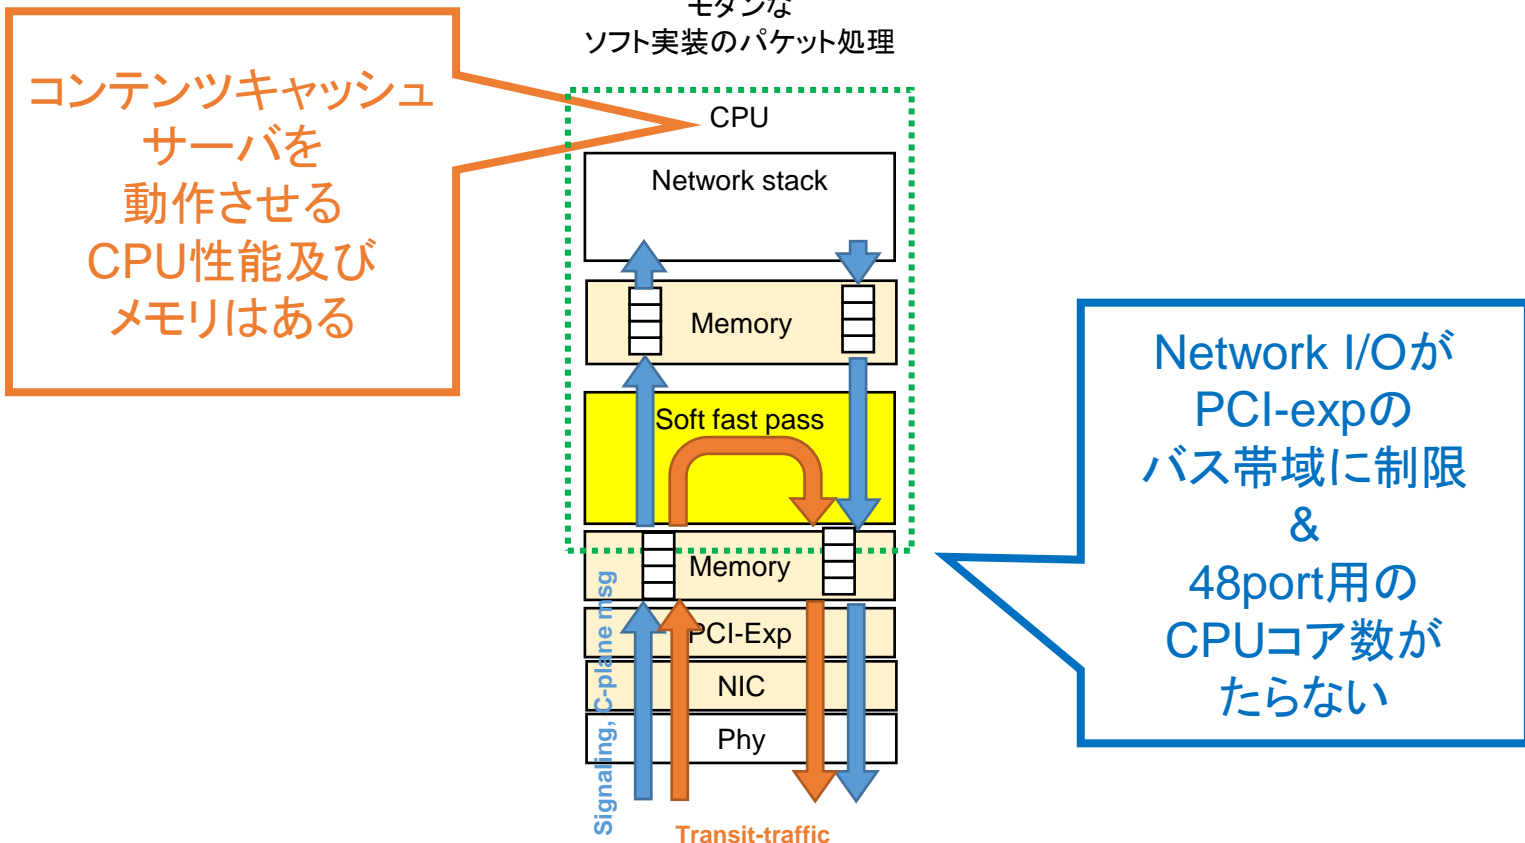 モダンな
ソフト実装のパケット処理
コンテンツキャッシュ
サーバを
動作させる
CPU性能及び
メモリはある
CPU
Network stack
Memory
Soft fast pass
Memory
PCI-Exp
NIC
Phy
Signaling, C-plane msg
Transit-traffic
Network I/Oが
PCI-expの
バス帯域に制限
&
48port用の
CPUコア数が
たらない